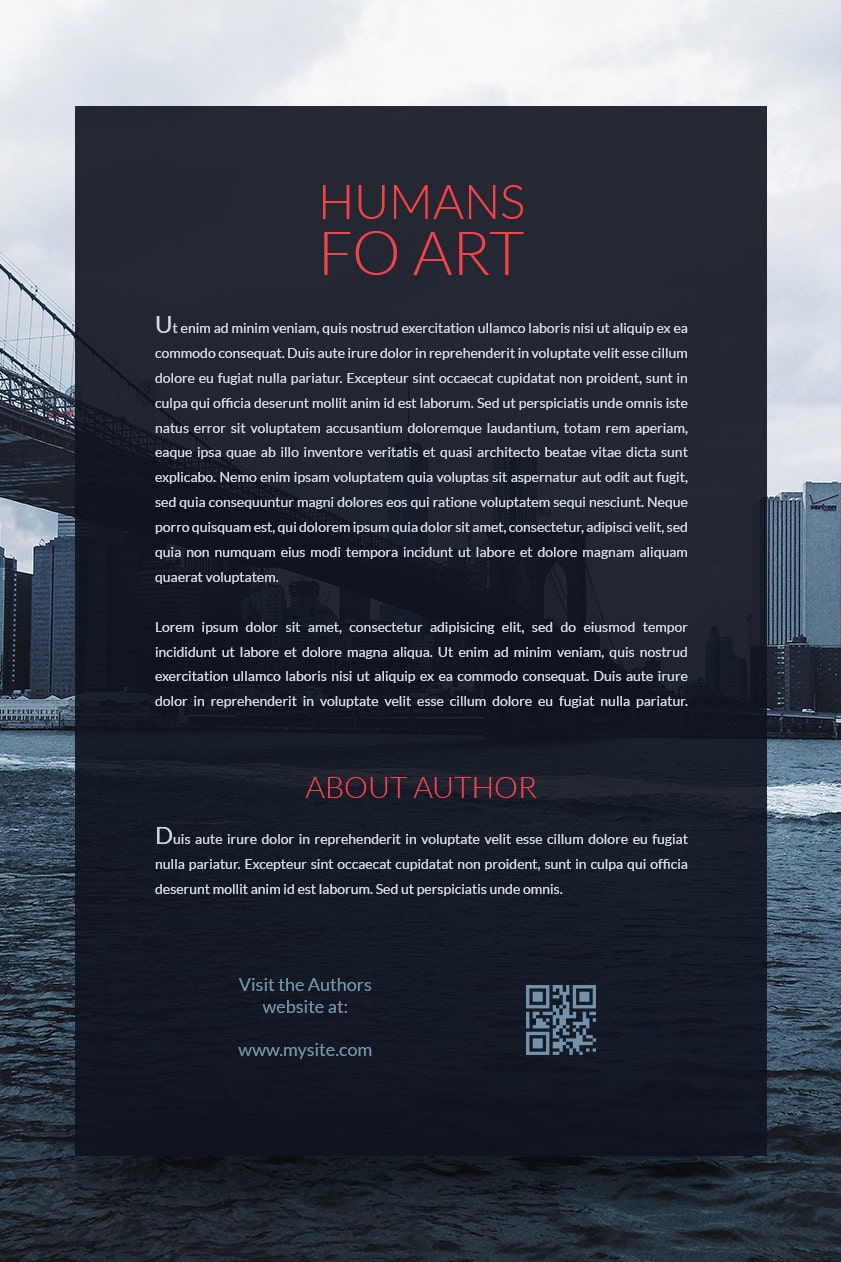 HUMANS
FO ART
Ut enim ad minim veniam, quis nostrud exercitation ullamco laboris nisi ut aliquip ex ea
commodo consequat. Duis aute irure dolor in reprehenderit in voluptate velit esse cillum
dolore eu fugiat nulla pariatur. Excepteur sint occaecat cupidatat non proident, sunt in
culpa qui officia deserunt mollit anim id est laborum. Sed ut perspiciatis unde omnis iste
natus error sit voluptatem accusantium doloremque laudantium, totam rem aperiam,
eaque ipsa quae ab illo inventore veritatis et quasi architecto beatae vitae dicta sunt
explicabo. Nemo enim ipsam voluptatem quia voluptas sit aspernatur aut odit aut fugit,
sed quia consequuntur magni dolores eos qui ratione voluptatem sequi nesciunt. Neque
porro quisquam est, qui dolorem ipsum quia dolor sit amet, consectetur, adipisci velit, sed
quia non numquam eius modi tempora incidunt ut labore et dolore magnam aliquam
quaerat voluptatem.
Lorem ipsum dolor sit amet, consectetur adipisicing elit, sed do eiusmod tempor
incididunt ut labore et dolore magna aliqua. Ut enim ad minim veniam, quis nostrud
exercitation ullamco laboris nisi ut aliquip ex ea commodo consequat. Duis aute irure
dolor in reprehenderit in voluptate velit esse cillum dolore eu fugiat nulla pariatur.
verizon
ABOUT AUTHOR
Duis aute irure dolor in reprehenderit in voluptate velit esse cillum dolore eu fugiat
nulla pariatur. Excepteur sint occaecat cupidatat non proident, sunt in culpa qui officia
deserunt mollit anim id est laborum. Sed ut perspiciatis unde omnis.
Visit the Authors
website at:
www.mysite.com